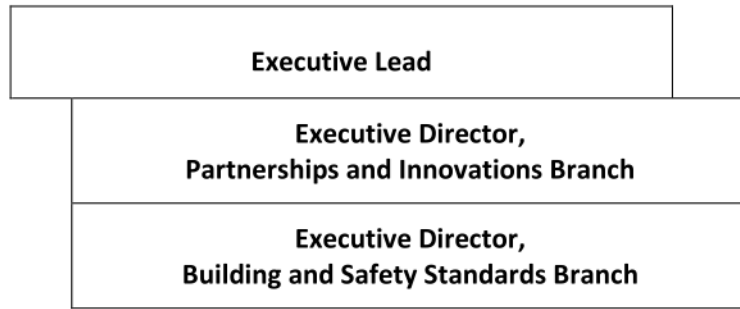 Executive Lead
Executive Director,
Partnerships and Innovations Branch
Executive Director,
Building and Safety Standards Branch